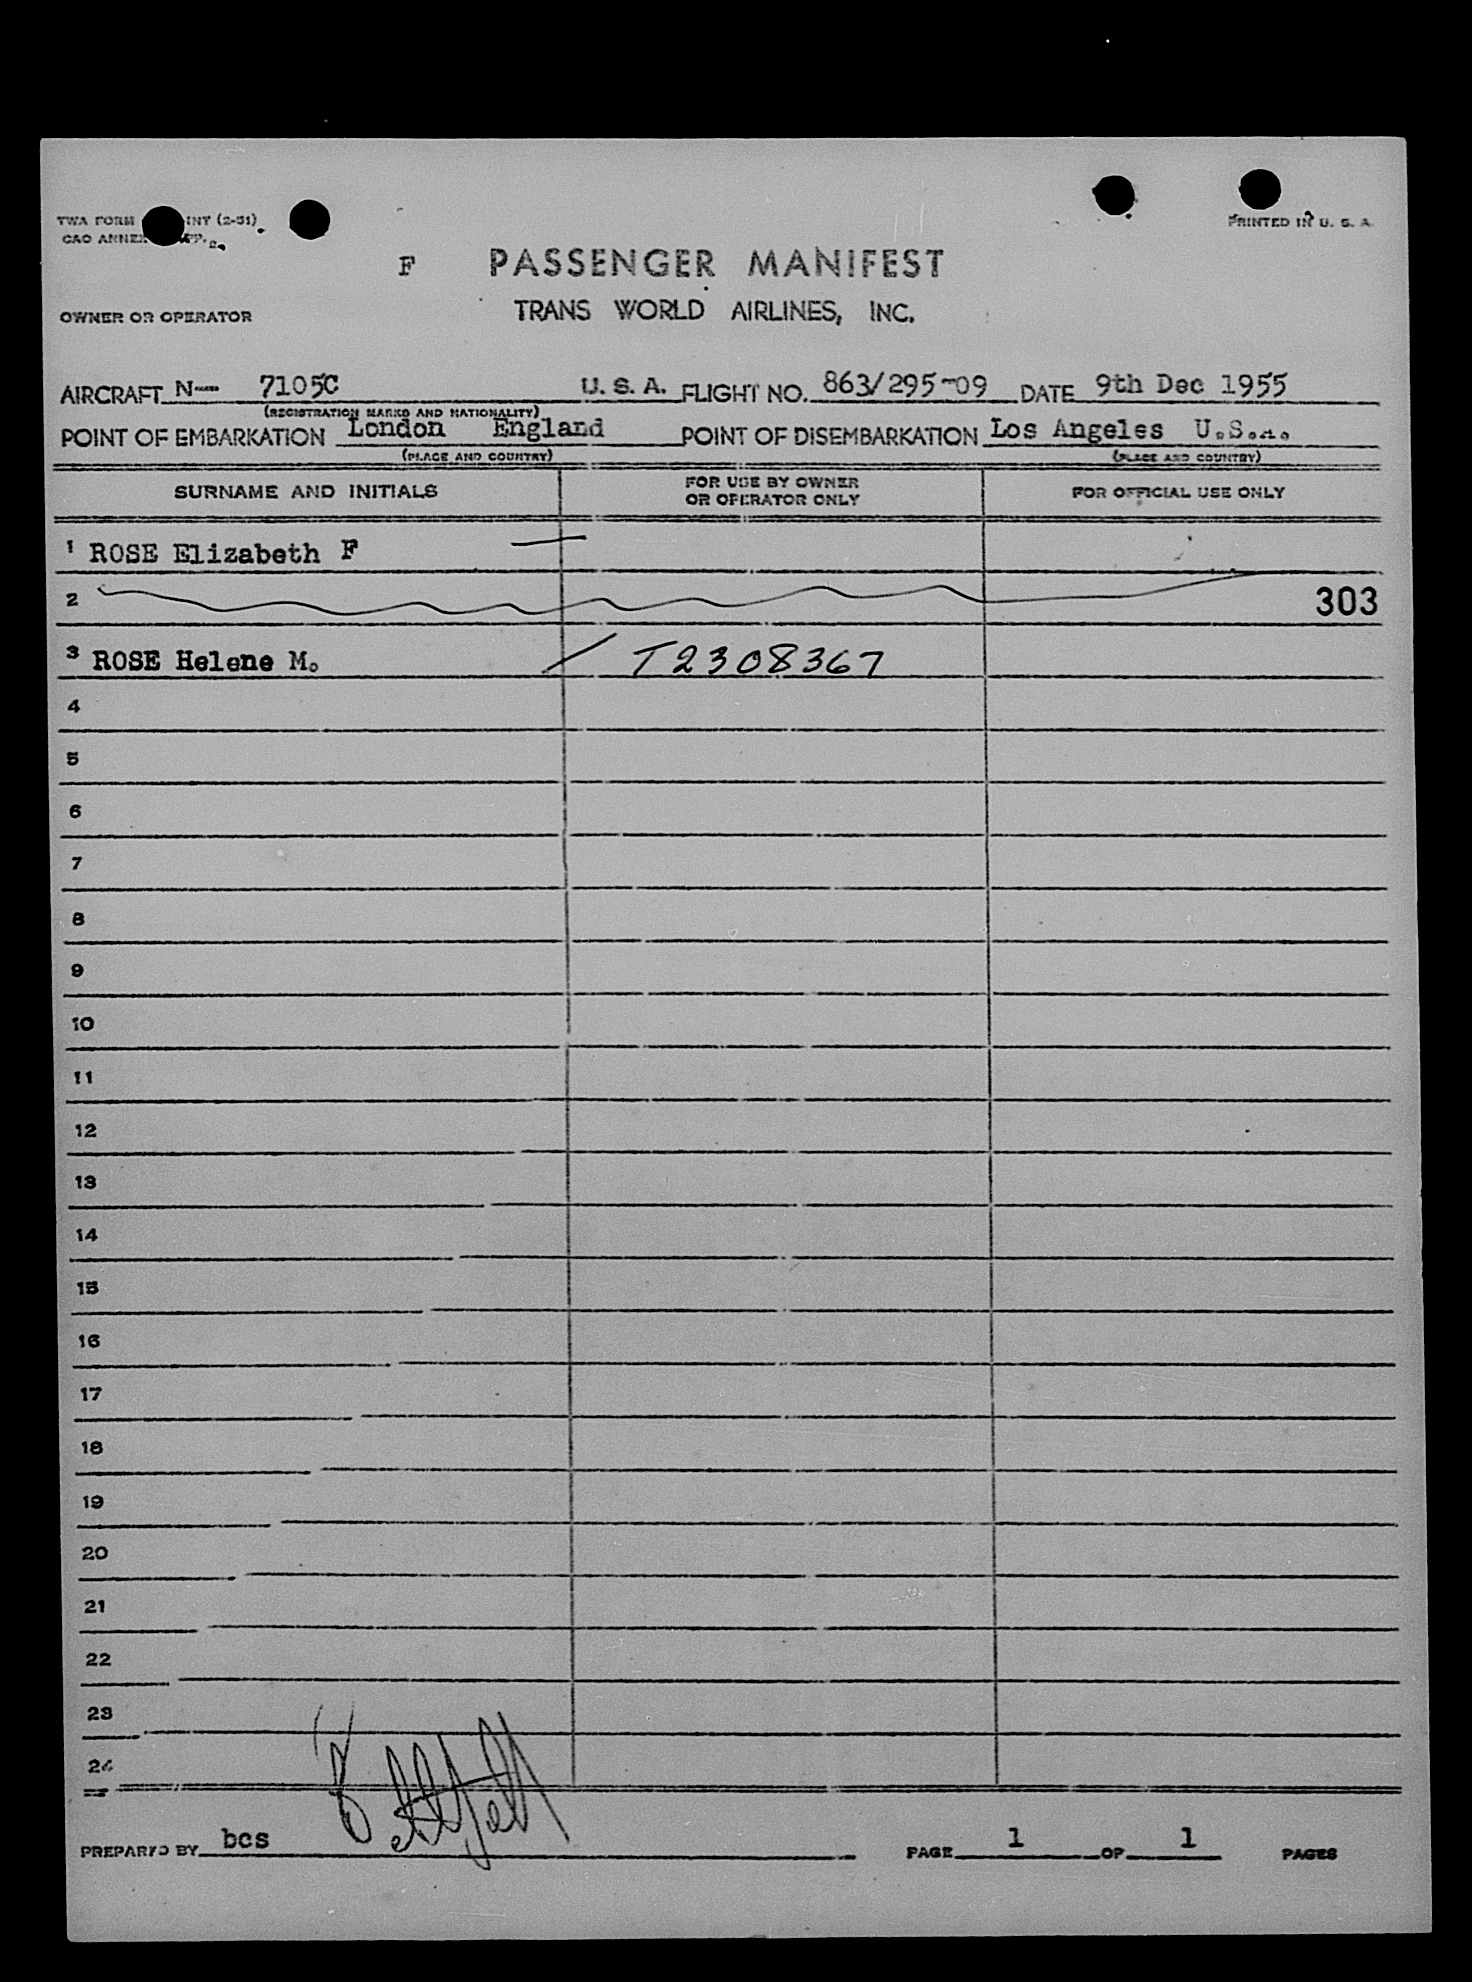 TWA FORM INT (2-51)
CAO ANNEX
PRINTED IN U. S. A.
F PASSENGER MANIFEST
OWNER OR OPERATOR
TRANS WORLD AIRLINES, INC.
AIRCRAFT N-- 7105C U. S. A. FLIGHT NO. 863/295-09 DATE 9th Dec 1955
(REGISTRATION MARKS AND NATIONALITY)
POINT OF EMBARKATION London England POINT OF DISEMBARKATION Los Angeles U.S.A.
(PLACE AND COUNTRY) (PLACE AND COUNTRY)
SURNAME AND INITIALS
FOR USE BY OWNER
OR OPERATOR ONLY
FOR OFFICIAL USE ONLY
1 ROSE Elizabeth F
2 303
3 ROSE Helene M. / T2308367
4
5
6
7
8
9
10
11
12
13
14
15
16
17
18
19
20
21
22
23
24
PREPARED BY bcs PAGE 1 OF 1 PAGES